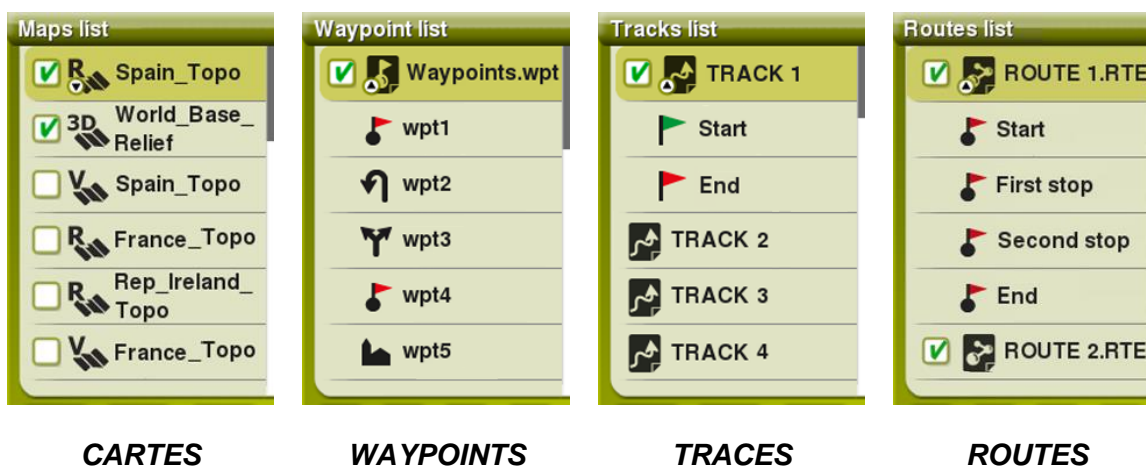 Maps list
R Spain_Topo
3D World_Base_
Relief
V Spain_Topo
R France_Topo
R Rep_Ireland_
Topo
V France_Topo
Waypoint list
Waypoints.wpt
wpt1
wpt2
wpt3
wpt4
wpt5
Tracks list
TRACK 1
Start
End
TRACK 2
TRACK 3
TRACK 4
Routes list
ROUTE 1.RTE
Start
First stop
Second stop
End
ROUTE 2.RTE
CARTES
WAYPOINTS
TRACES
ROUTES